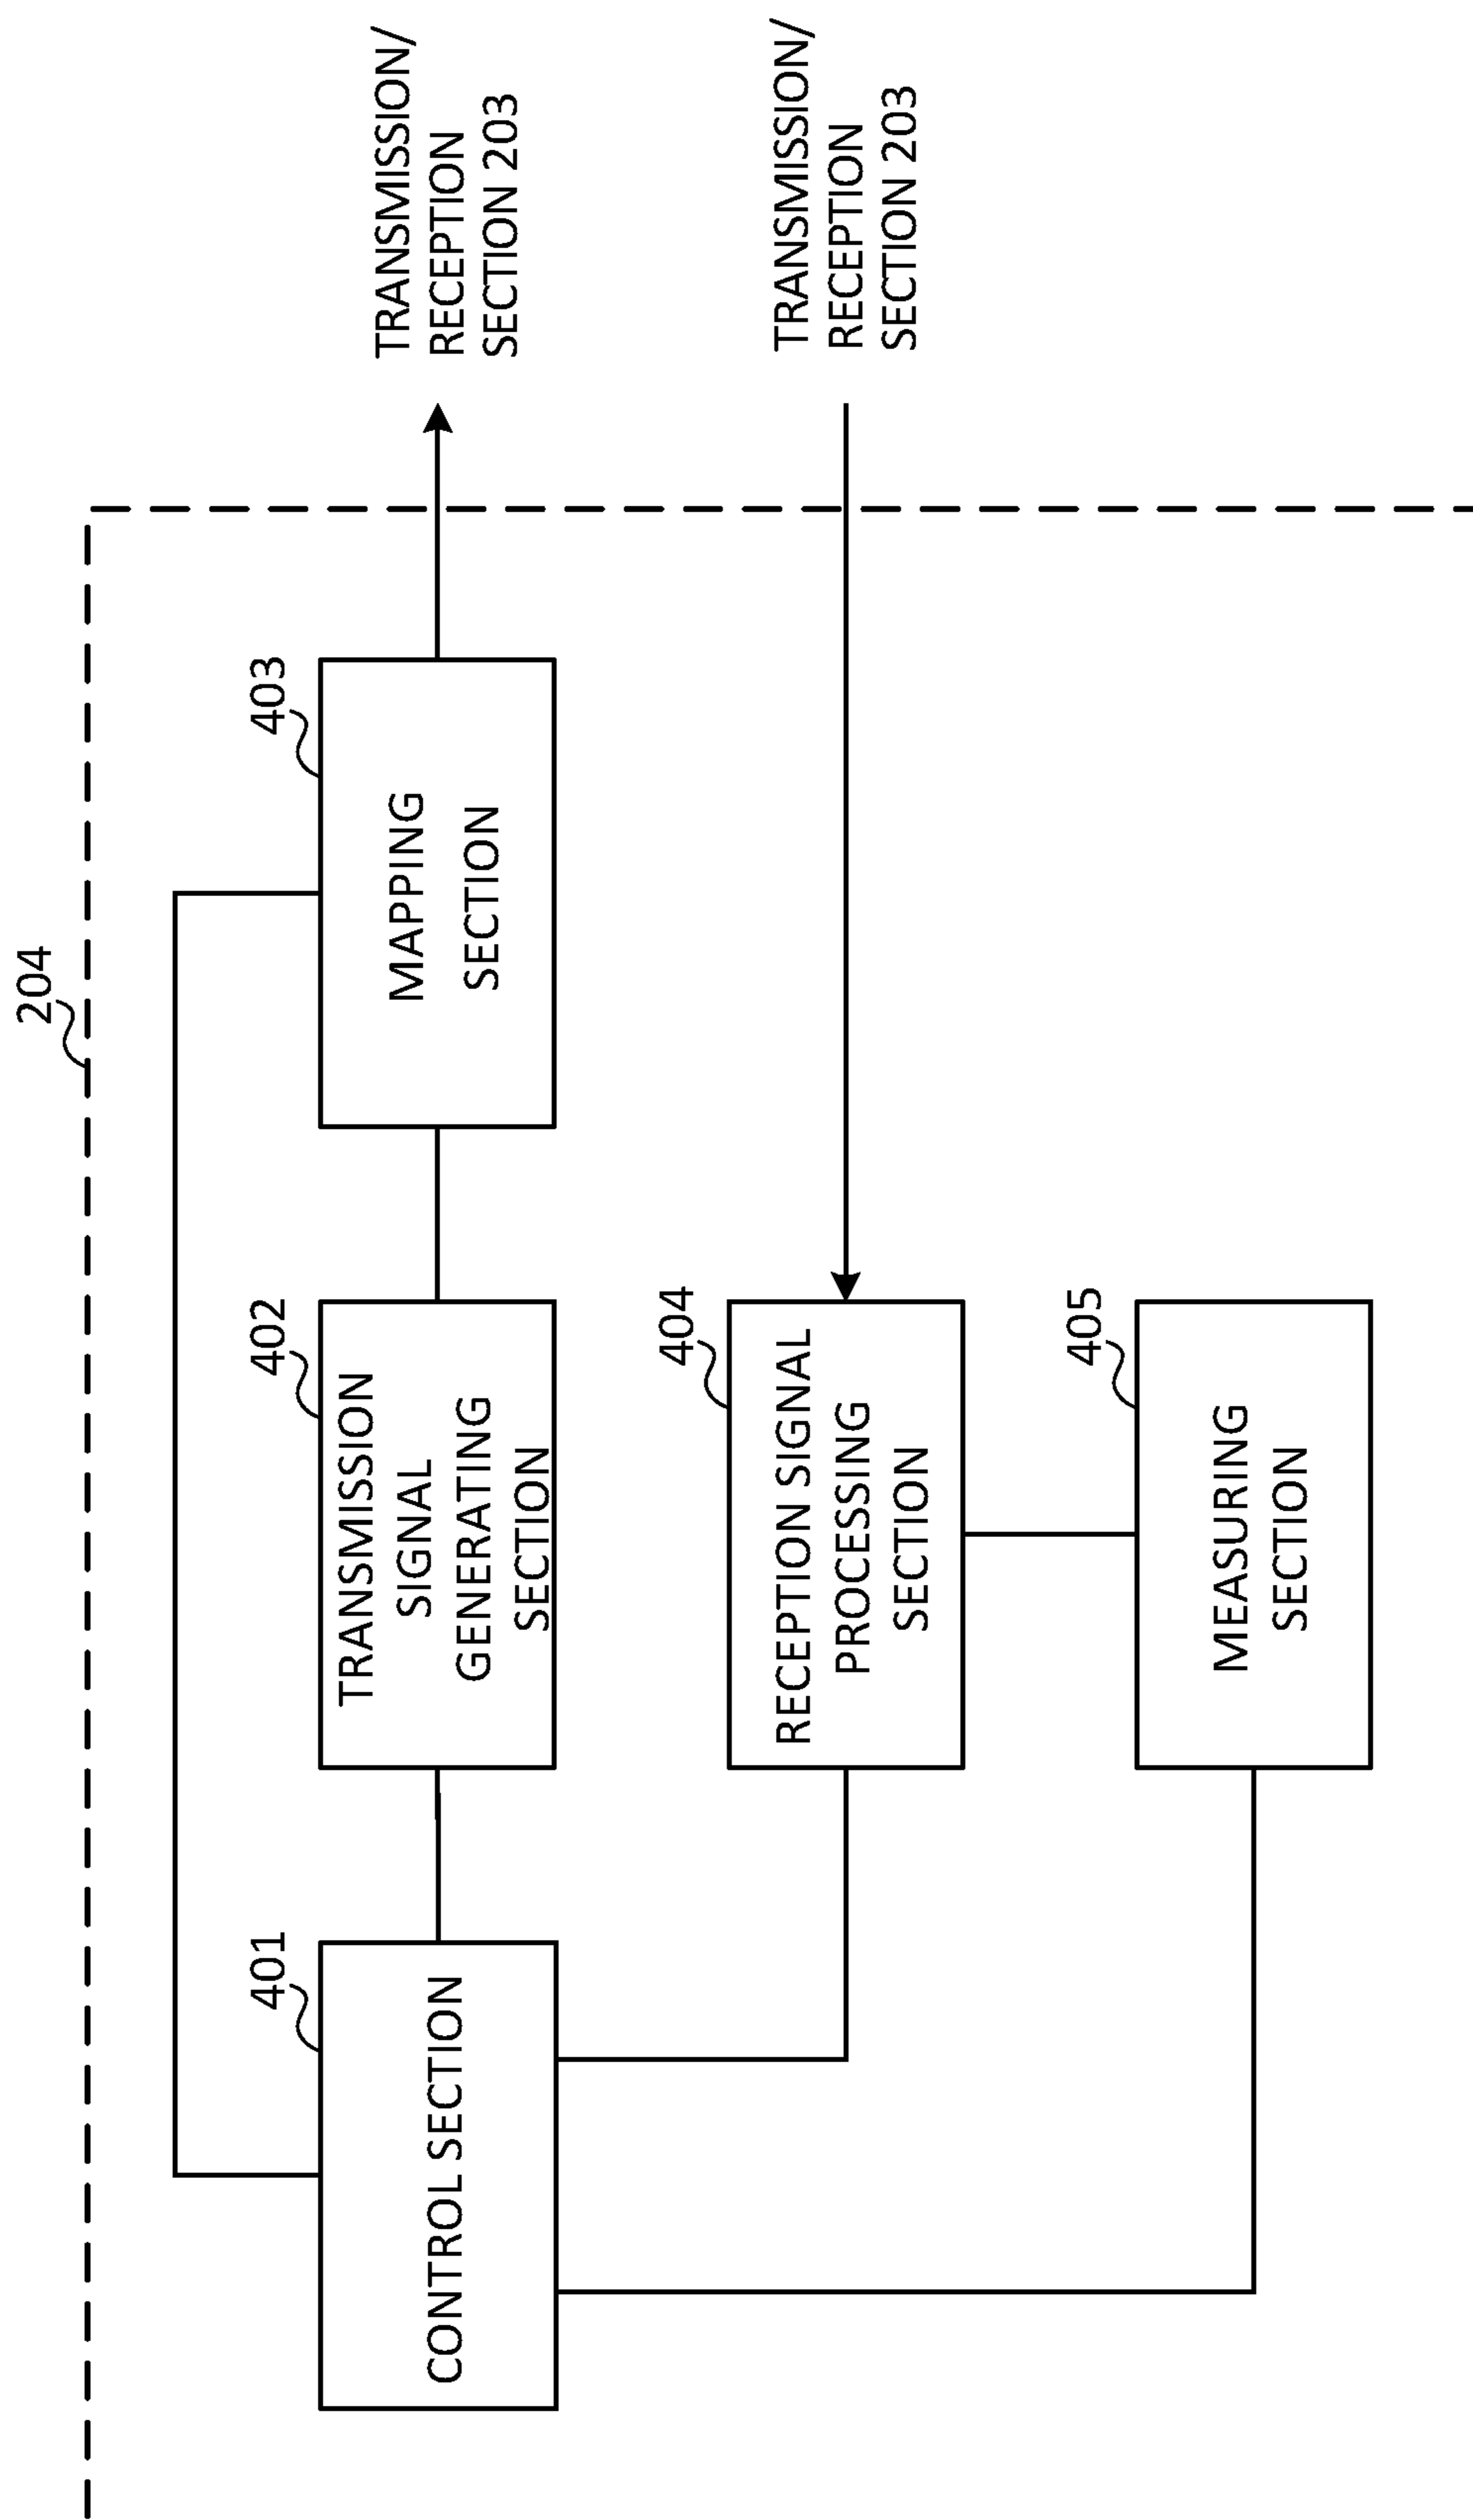 204
401
CONTROL SECTION
402
TRANSMISSION
SIGNAL
GENERATING
SECTION
403
MAPPING
SECTION
TRANSMISSION/
RECEPTION
SECTION 203
404
RECEPTION SIGNAL
PROCESSING
SECTION
TRANSMISSION/
RECEPTION
SECTION 203
405
MEASURING
SECTION